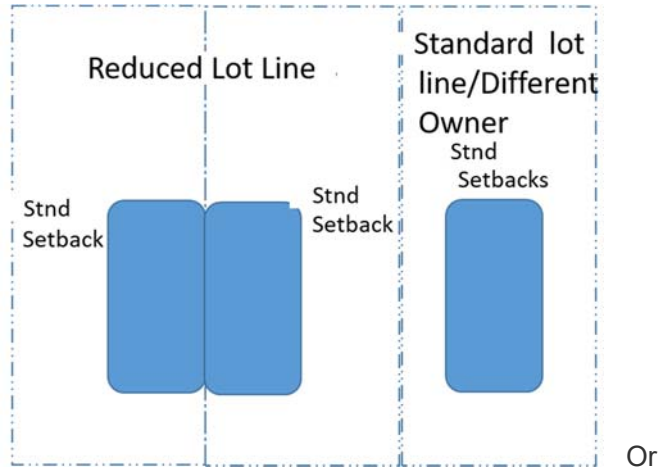 Reduced Lot Line
Standard lot
line/Different
Owner
Stnd
Setbacks
Stnd
Setback
Stnd
Setback
Or